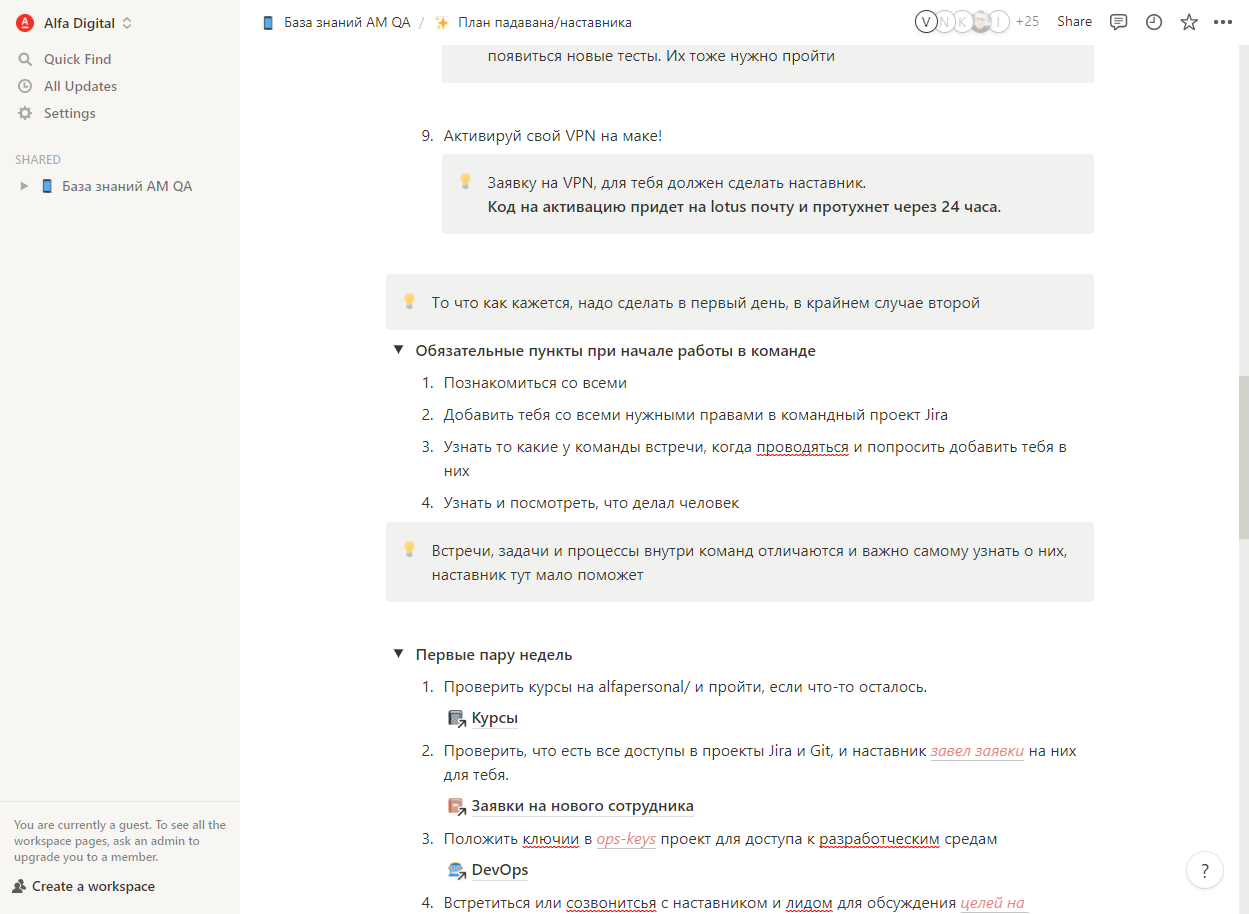 Alfa Digital
Quick Find
All Updates
Settings
SHARED
База знаний AM QA
You are currently a guest. To see all the
workspace pages, ask an admin to
upgrade you to a member.
Create a workspace
База знаний AM QA / План падавана/наставника
V N K I +25 Share
появиться новые тесты. Их тоже нужно пройти
9. Активируй свой VPN на маке!
Заявку на VPN, для тебя должен сделать наставник.
Код на активацию придет на lotus почту и протухнет через 24 часа.
То что как кажется, надо сделать в первый день, в крайнем случае второй
Обязательные пункты при начале работы в команде
1. Познакомиться со всеми
2. Добавить тебя со всеми нужными правами в командный проект Jira
3. Узнать то какие у команды встречи, когда проводяться и попросить добавить тебя в
них
4. Узнать и посмотреть, что делал человек
Встречи, задачи и процессы внутри команд отличаются и важно самому узнать о них,
наставник тут мало поможет
Первые пару недель
1. Проверить курсы на alfapersonal/ и пройти, если что-то осталось.
Курсы
2. Проверить, что есть все доступы в проекты Jira и Git, и наставник завел заявки на них
для тебя.
Заявки на нового сотрудника
3. Положить ключии в ops-keys проект для доступа к разработческим средам
DevOps
4. Встретиться или созвониться с наставником и лидом для обсуждения целей на
?